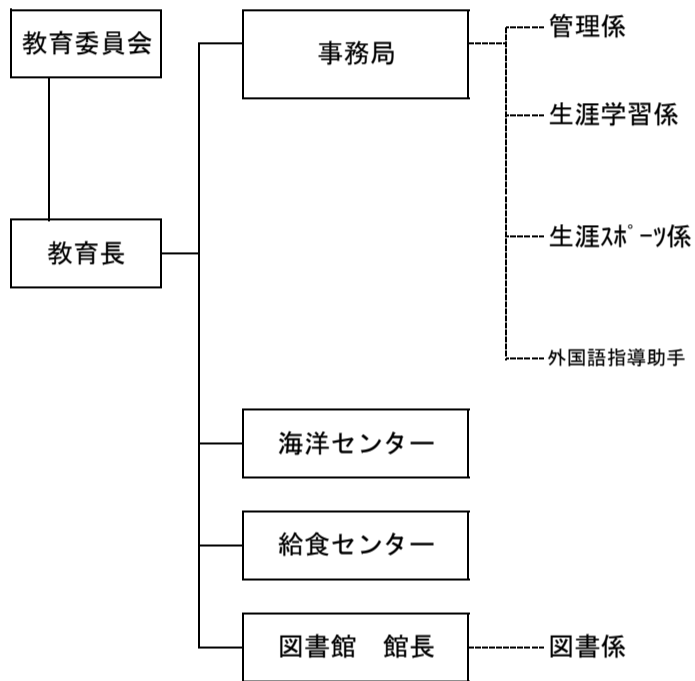 教育委員会
事務局
管理係
生涯学習係
教育長
生涯ｽﾎﾟｰﾂ係
外国語指導助手
海洋センター
給食センター
図書館　館長
図書係